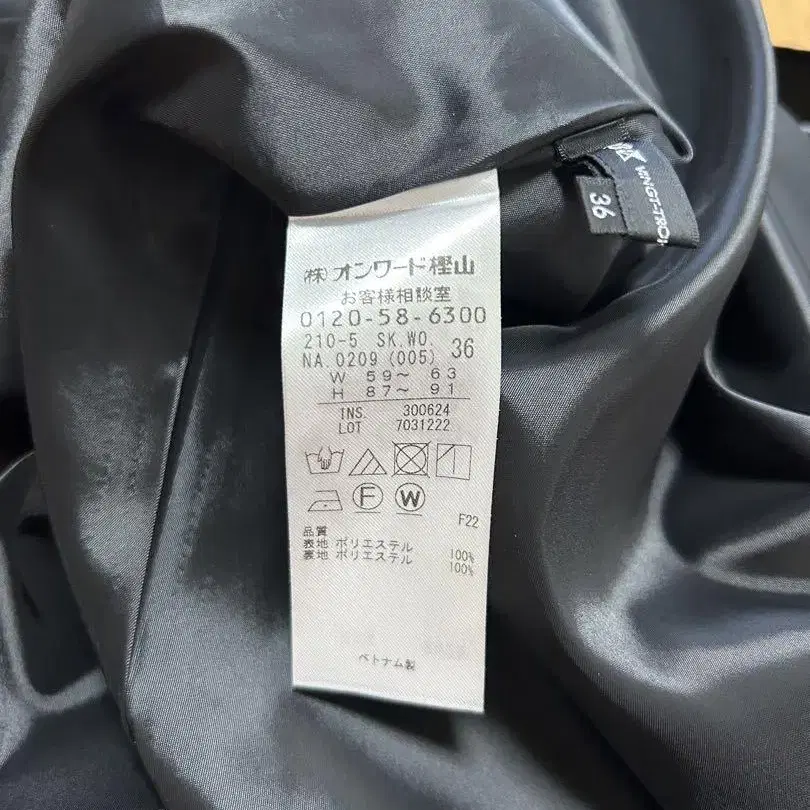 (株)オンワード樫山
お客様相談室
0120-58-6300
210-5 SK.WO.
NA.0209 (005) 36
W 59～ 63
H 87～ 91
INS. 300624
LOT 7031222
F
W
F22
品質
表地 ポリエステル 100%
裏地 ポリエステル 100%
ベトナム製
36